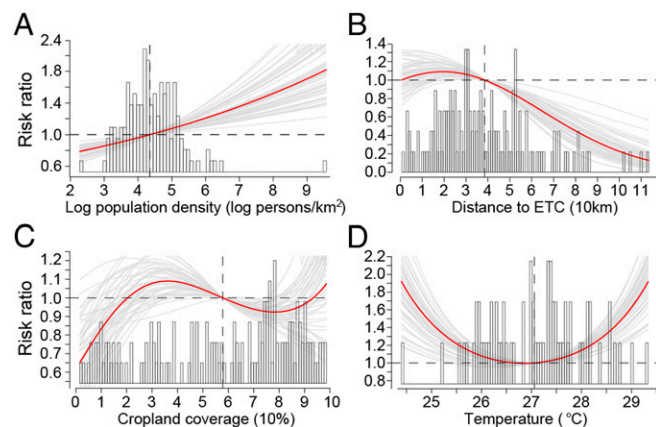 A
Risk ratio
2.4
1.8
1.4
1.0
0.6
2 3 4 5 6 7 8 9
Log population density (log persons/km²)
B
1.4
1.2
1.0
0.8
0.6
0.4
0.2
0.0
0 1 2 3 4 5 6 7 8 9 10 11
Distance to ETC (10km)
C
Risk ratio
1.2
1.1
1.0
0.9
0.8
0.7
0.6
0 1 2 3 4 5 6 7 8 9 10
Cropland coverage (10%)
D
2.2
2.0
1.8
1.6
1.4
1.2
1.0
0.8
25 26 27 28 29
Temperature (°C)